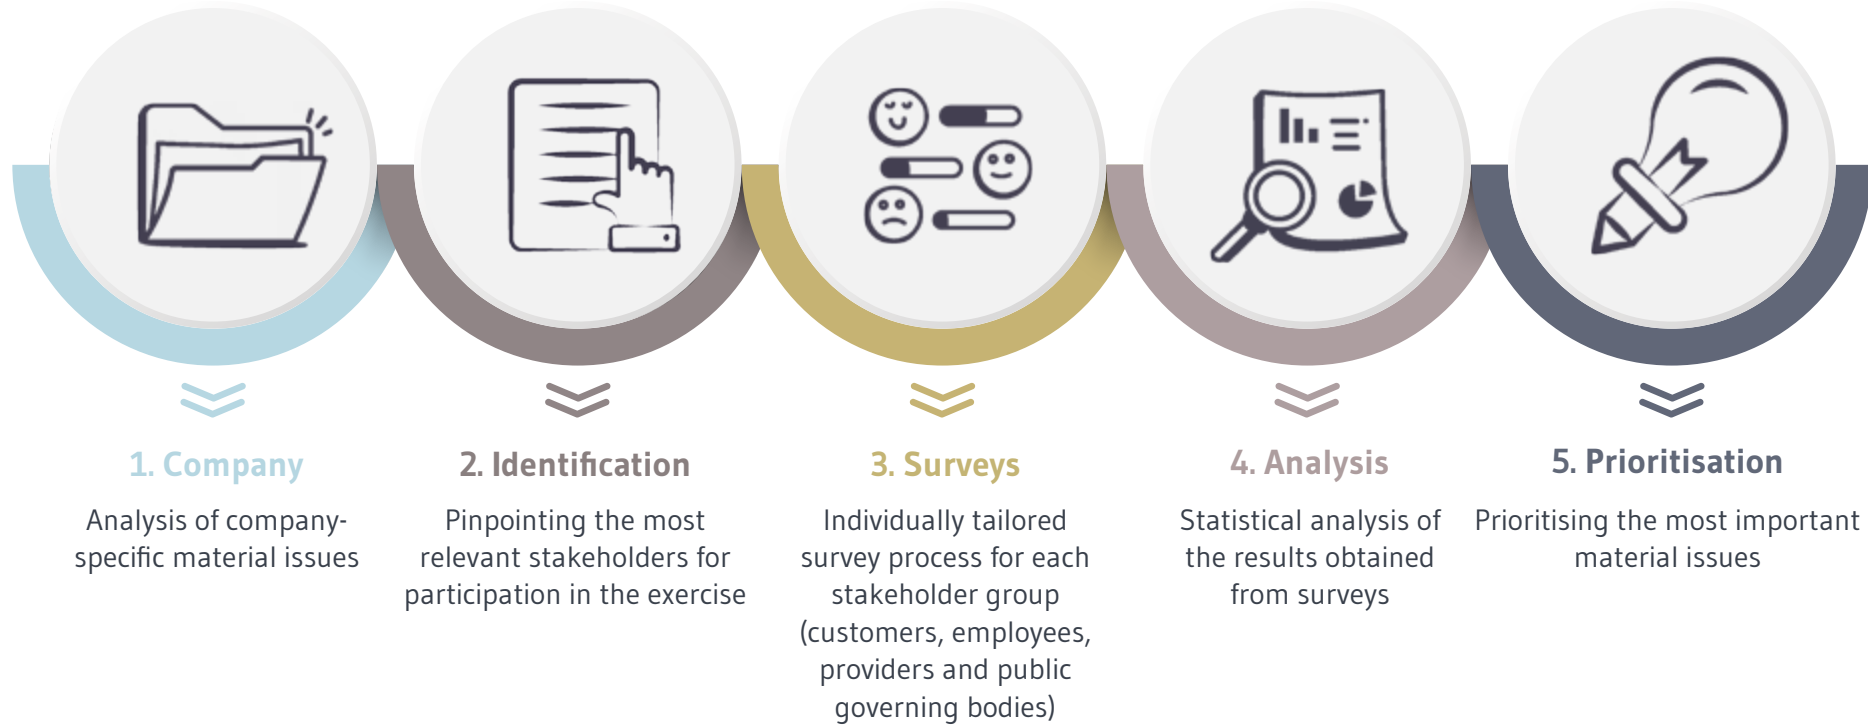 1. Company
Analysis of company-
specific material issues
2. Identification
Pinpointing the most
relevant stakeholders for
participation in the exercise
3. Surveys
Individually tailored
survey process for each
stakeholder group
(customers, employees,
providers and public
governing bodies)
4. Analysis
Statistical analysis of
the results obtained
from surveys
5. Prioritisation
Prioritising the most important
material issues